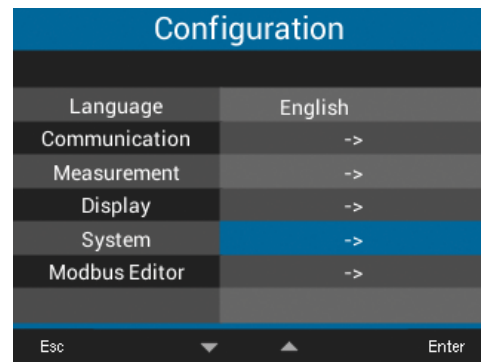 Configuration
Language English
Communication ->
Measurement ->
Display ->
System ->
Modbus Editor ->
Esc Enter